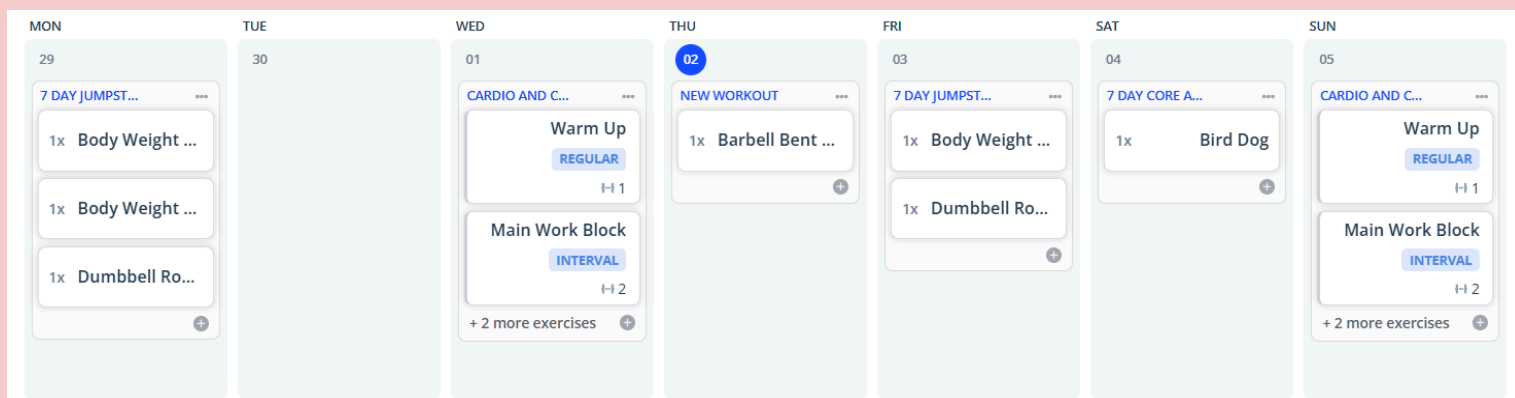 MON
29
7 DAY JUMPST...
1x Body Weight ...
1x Body Weight ...
1x Dumbbell Ro...
TUE
30
WED
01
CARDIO AND C...
Warm Up
REGULAR
1
Main Work Block
INTERVAL
2
+ 2 more exercises
THU
02
NEW WORKOUT
1x Barbell Bent ...
FRI
03
7 DAY JUMPST...
1x Body Weight ...
1x Dumbbell Ro...
SAT
04
7 DAY CORE A...
1x Bird Dog
SUN
05
CARDIO AND C...
Warm Up
REGULAR
1
Main Work Block
INTERVAL
2
+ 2 more exercises